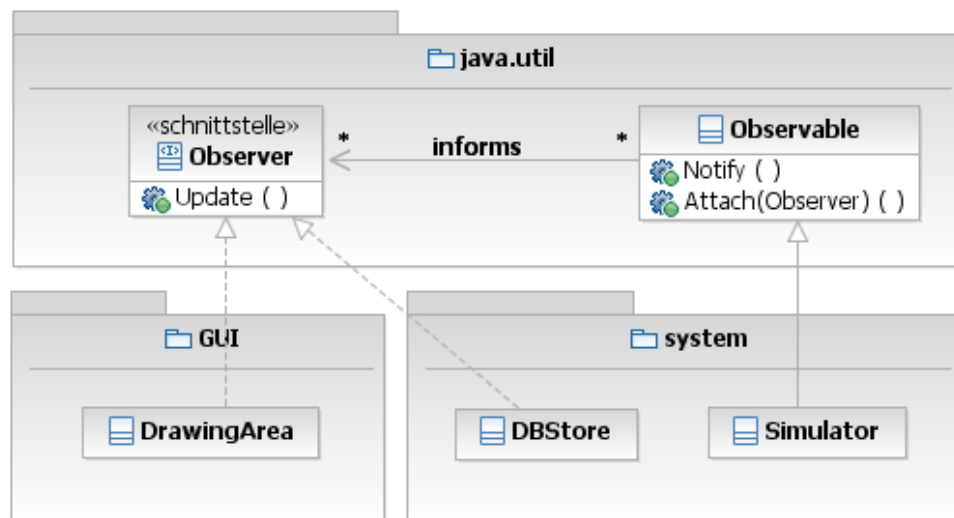 java.util
«schnittstelle»
Observer
Update ( )
* informs *
Observable
Notify ( )
Attach(Observer) ( )
GUI
DrawingArea
system
DBStore
Simulator